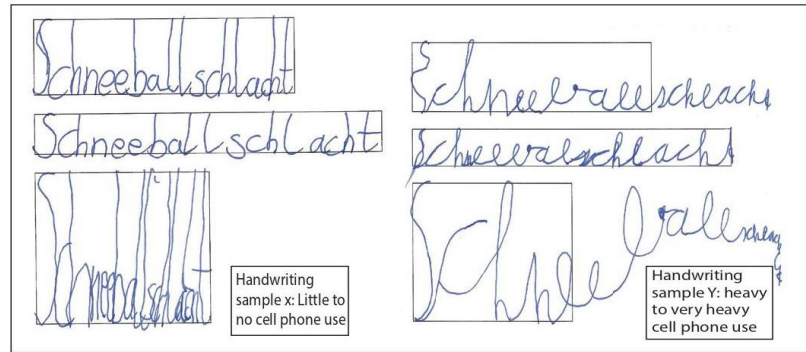 Schneeballschlacht
Schneeballschlacht
Schneeballschlacht
Handwriting
sample x: Little to
no cell phone use
Schneeballschlacht
Schneevalschleacht
Handwriting
sample Y: heavy
to very heavy
cell phone use